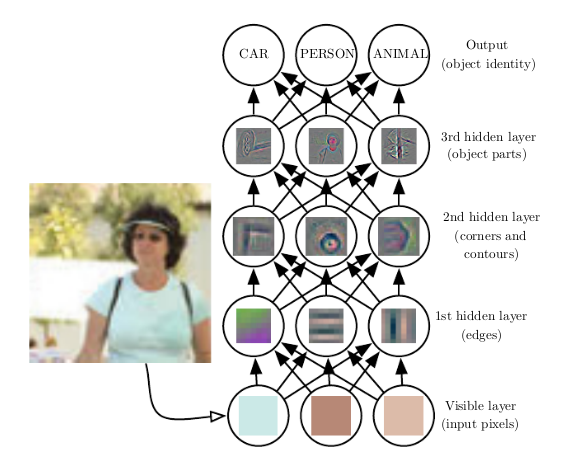 CAR PERSON ANIMAL
Output
(object identity)
3rd hidden layer
(object parts)
2nd hidden layer
(corners and
contours)
1st hidden layer
(edges)
Visible layer
(input pixels)